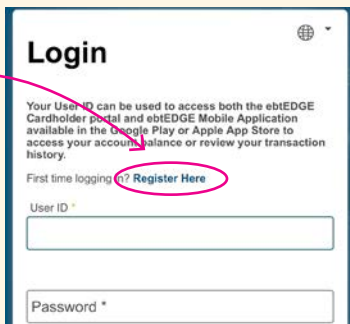 Login
Your User ID can be used to access both the ebtEDGE
Cardholder portal and ebtEDGE Mobile Application
available in the Google Play or Apple App Store to
access your account balance or review your transaction
history.
First time logging in? Register Here
User ID *
Password *